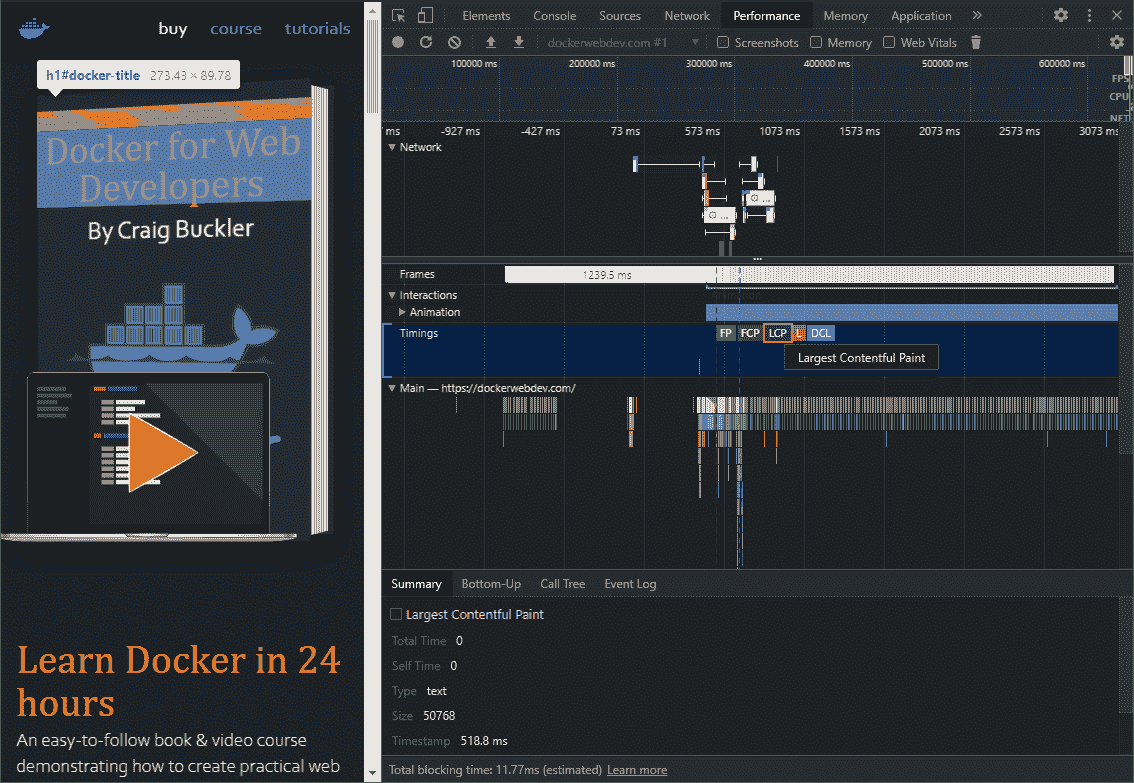 buy course tutorials
h1#docker-title 273.43 × 89.78
Docker for Web
Developers
By Craig Buckler
Learn Docker in 24
hours
An easy-to-follow book & video course
demonstrating how to create practical web
Elements Console Sources Network Performance Memory Application »
dockerwebdev.com #1 Screenshots Memory Web Vitals
100000 ms 200000 ms 300000 ms 400000 ms 500000 ms 600000 ms
FPS
CPU
NET
ms -927 ms -427 ms 73 ms 573 ms 1073 ms 1573 ms 2073 ms 2573 ms 3073 ms
Network
...
...
Frames 1239.5 ms
Interactions
Animation
Timings FP FCP LCP L DCL
Largest Contentful Paint
Main — https://dockerwebdev.com/
Summary Bottom-Up Call Tree Event Log
Largest Contentful Paint
Total Time 0
Self Time 0
Type text
Size 50768
Timestamp 518.8 ms
Total blocking time: 11.77ms (estimated) Learn more